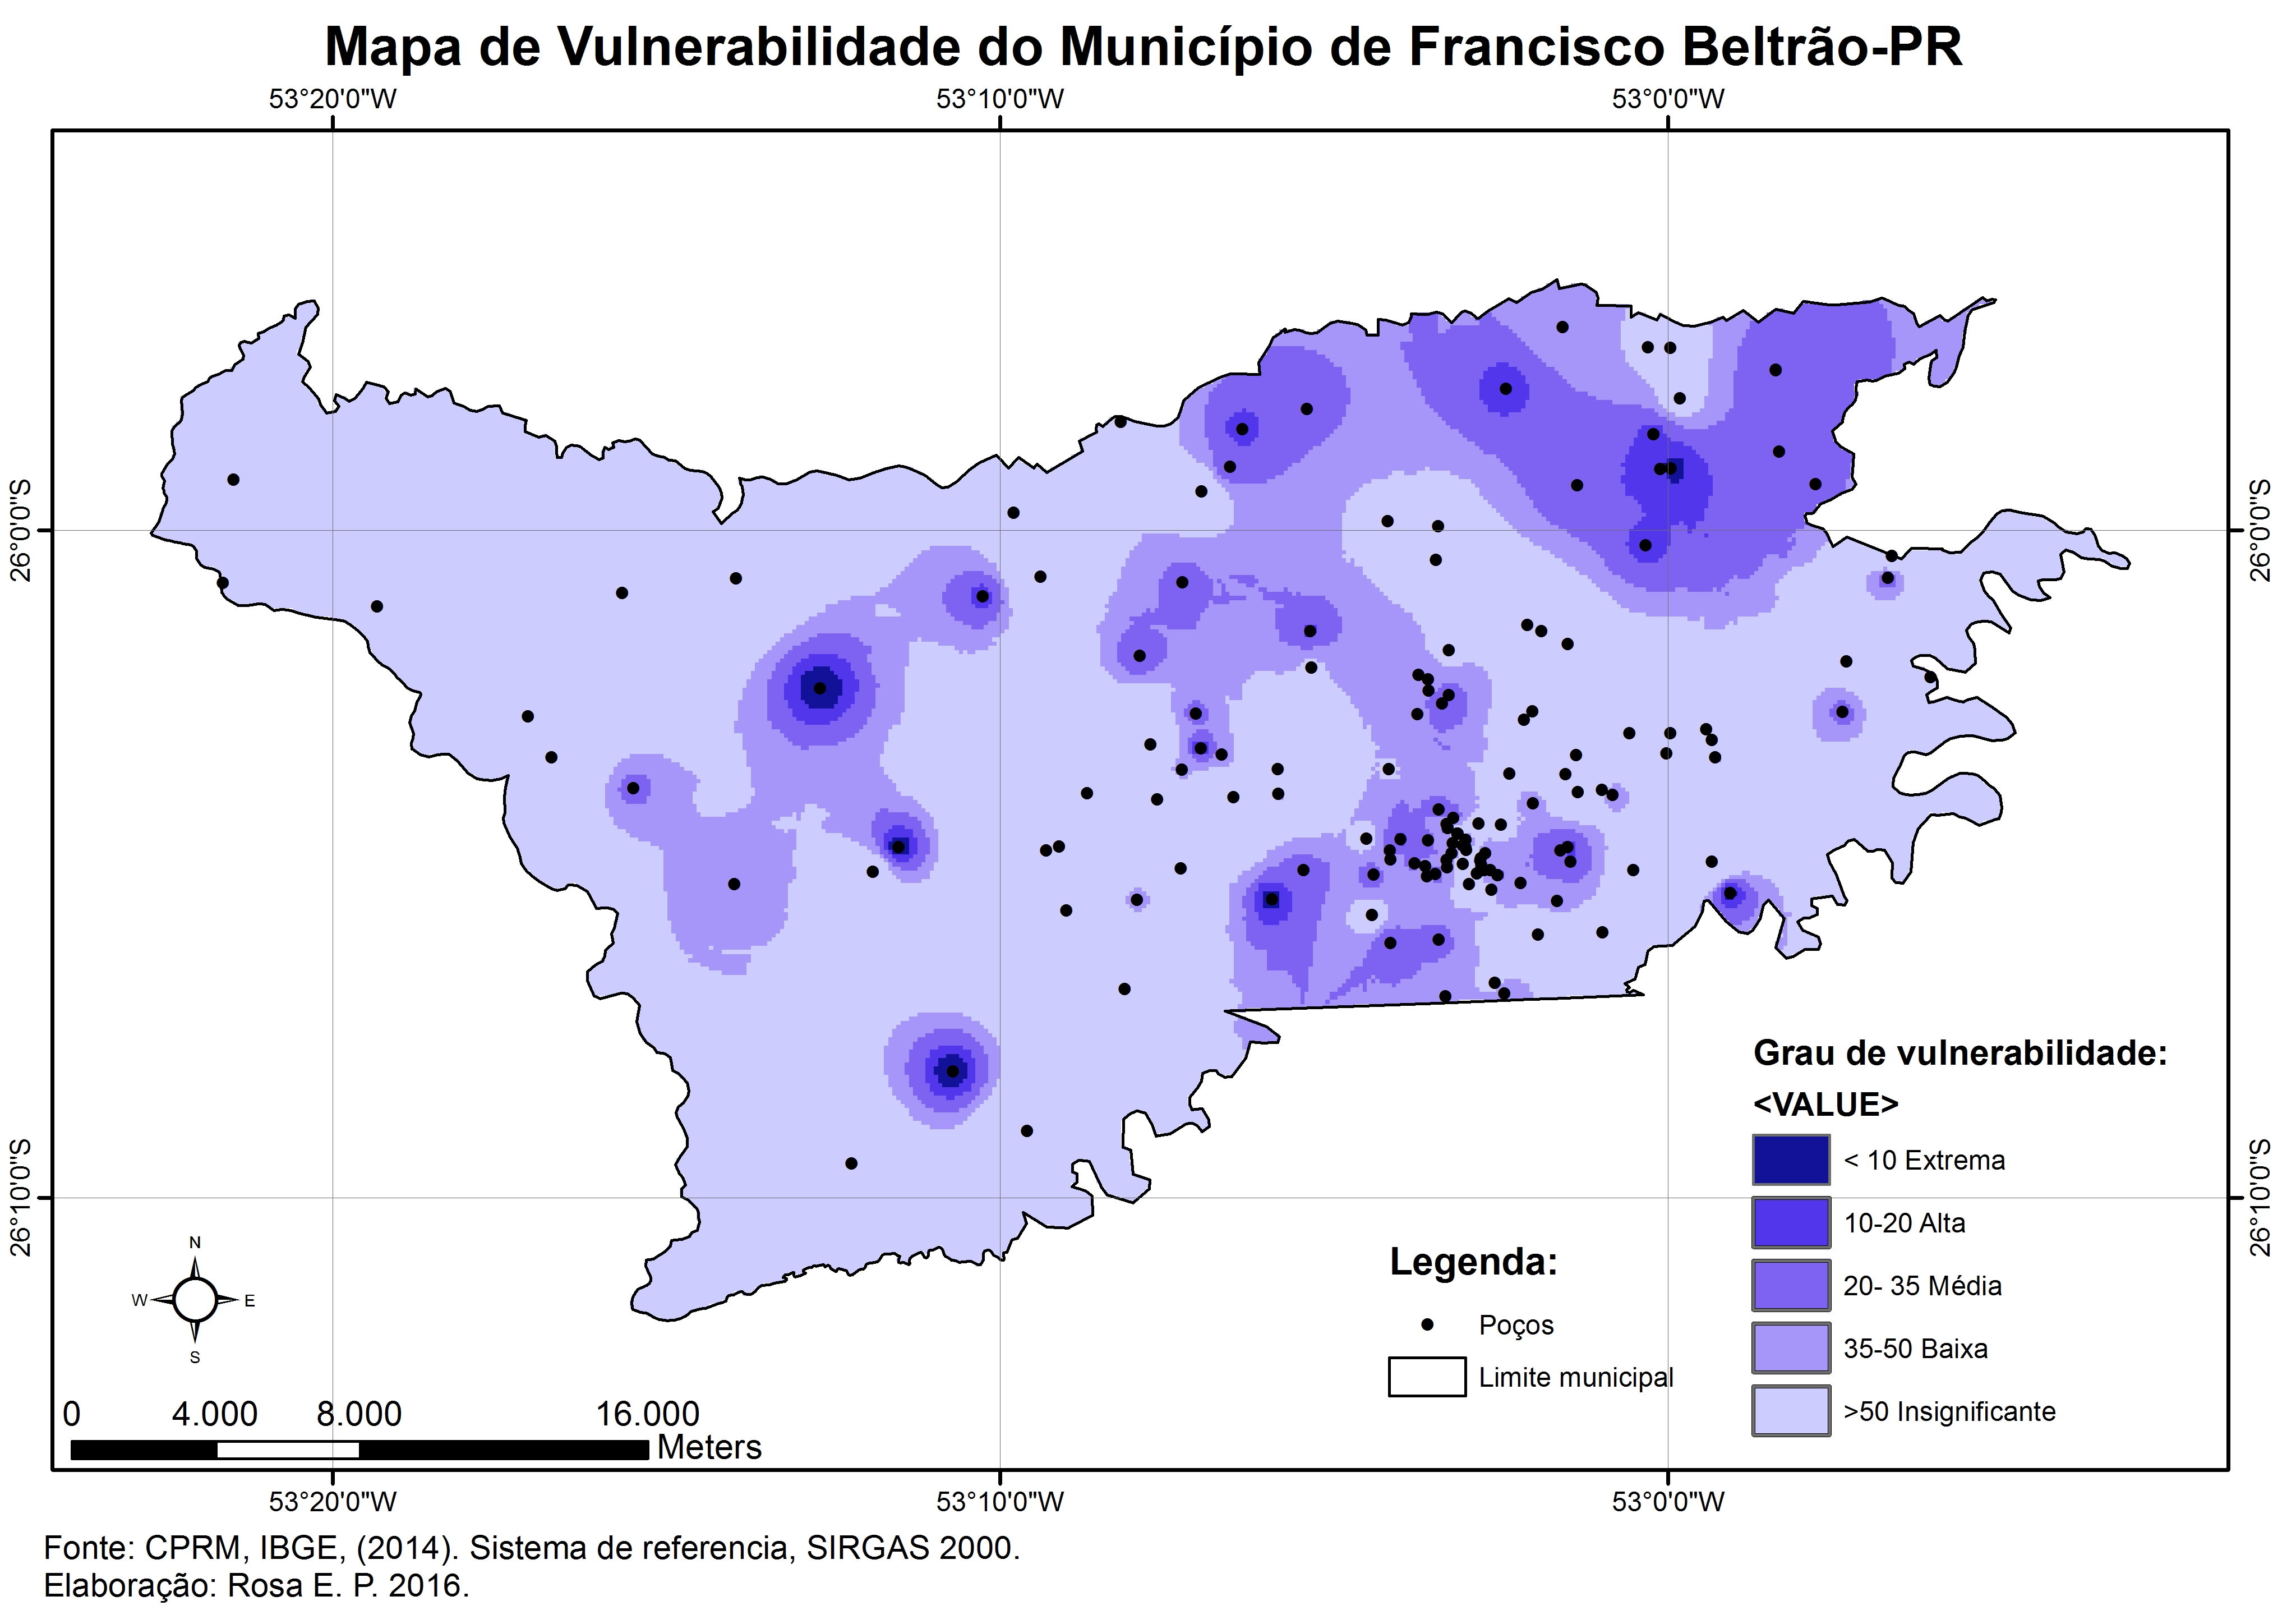 Mapa de Vulnerabilidade do Município de Francisco Beltrão-PR
53°20'0"W
53°10'0"W
53°0'0"W
26°0'0"S
26°0'0"S
26°10'0"S
26°10'0"S
Grau de vulnerabilidade:
<VALUE>
< 10 Extrema
10-20 Alta
20- 35 Média
35-50 Baixa
>50 Insignificante
Legenda:
Poços
Limite municipal
N
W
E
S
0
4.000
8.000
16.000
Meters
53°20'0"W
53°10'0"W
53°0'0"W
Fonte: CPRM, IBGE, (2014). Sistema de referencia, SIRGAS 2000.
Elaboração: Rosa E. P. 2016.